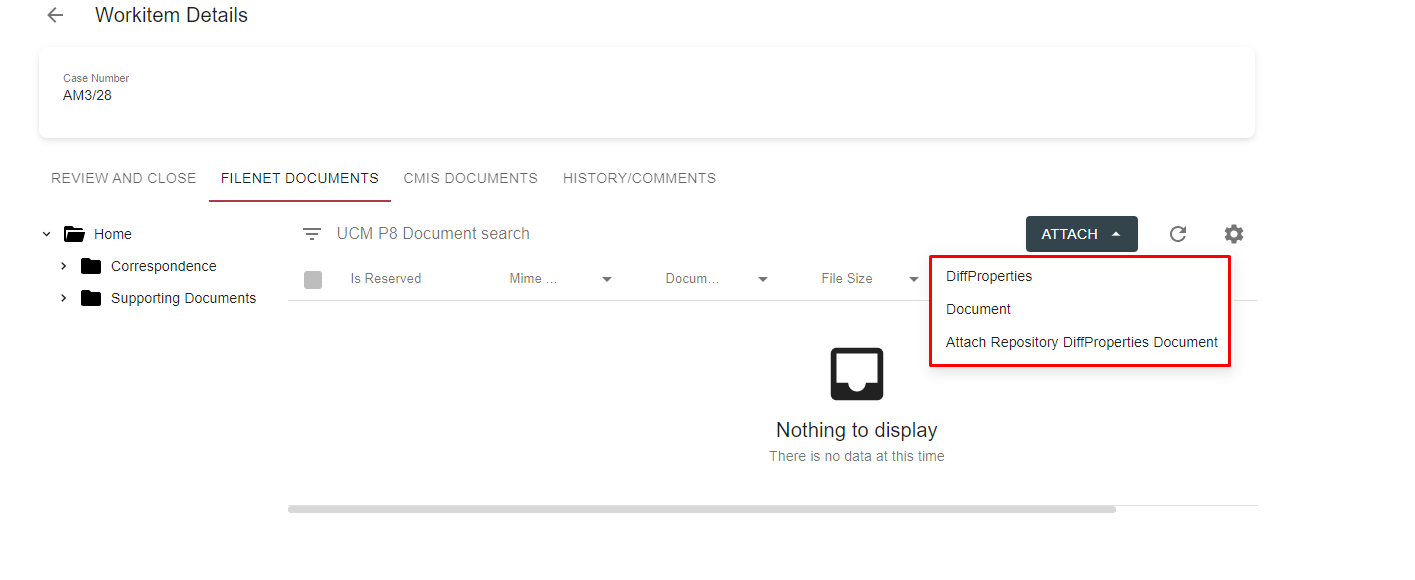 Workitem Details
Case Number
AM3/28
REVIEW AND CLOSE FILENET DOCUMENTS CMIS DOCUMENTS HISTORY/COMMENTS
Home
Correspondence
Supporting Documents
UCM P8 Document search
ATTACH
Is Reserved Mime ... Docum... File Size
DiffProperties
Document
Attach Repository DiffProperties Document
Nothing to display
There is no data at this time